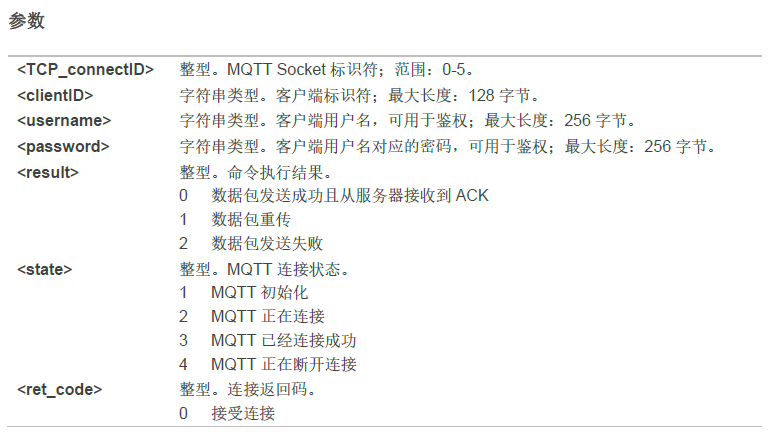 参数
<TCP_connectID> 整型。MQTT Socket 标识符；范围：0-5。
<clientID> 字符串类型。客户端标识符；最大长度：128 字节。
<username> 字符串类型。客户端用户名，可用于鉴权；最大长度：256 字节。
<password> 字符串类型。客户端用户名对应的密码，可用于鉴权；最大长度：256 字节。
<result> 整型。命令执行结果。
0 数据包发送成功且从服务器接收到 ACK
1 数据包重传
2 数据包发送失败
<state> 整型。MQTT 连接状态。
1 MQTT 初始化
2 MQTT 正在连接
3 MQTT 已经连接成功
4 MQTT 正在断开连接
<ret_code> 整型。连接返回码。
0 接受连接